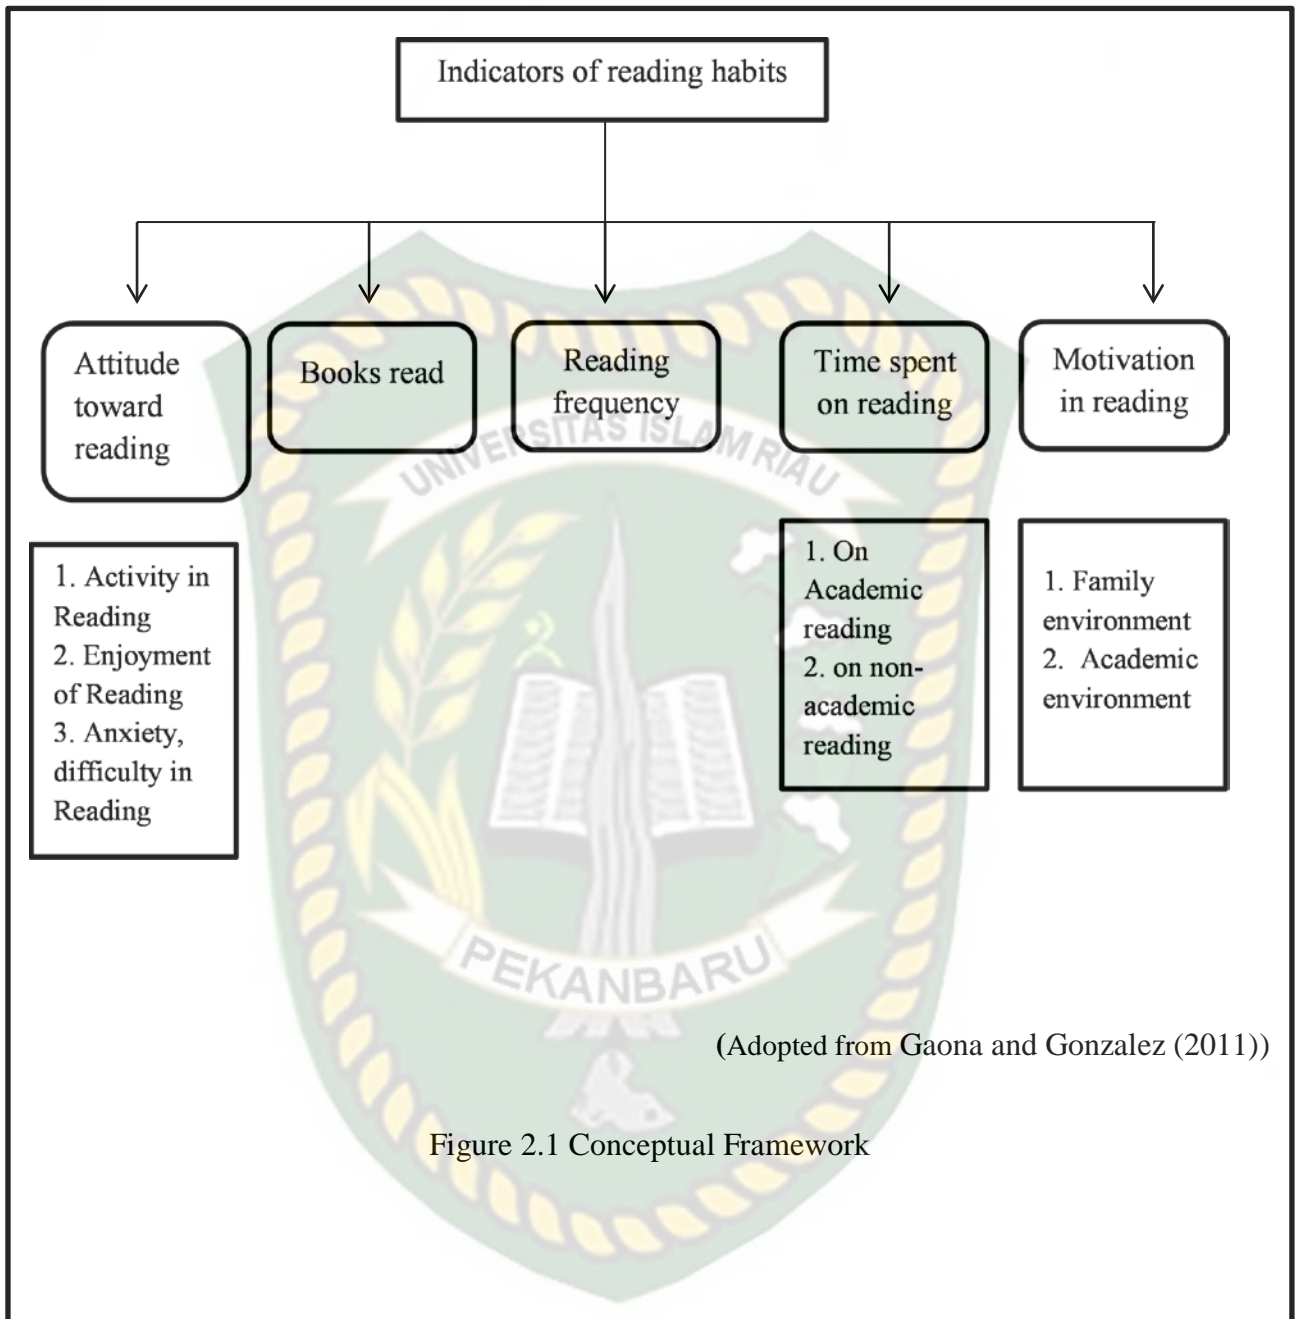 Indicators of reading habits
Attitude
toward
reading
Books read
Reading
frequency
Time spent
on reading
Motivation
in reading
1. Activity in
Reading
2. Enjoyment
of Reading
3. Anxiety,
difficulty in
Reading
1. On
Academic
reading
2. on non-
academic
reading
1. Family
environment
2. Academic
environment
UNIVERSITAS ISLAM RIAU
PEKANBARU
(Adopted from Gaona and Gonzalez (2011))
Figure 2.1 Conceptual Framework